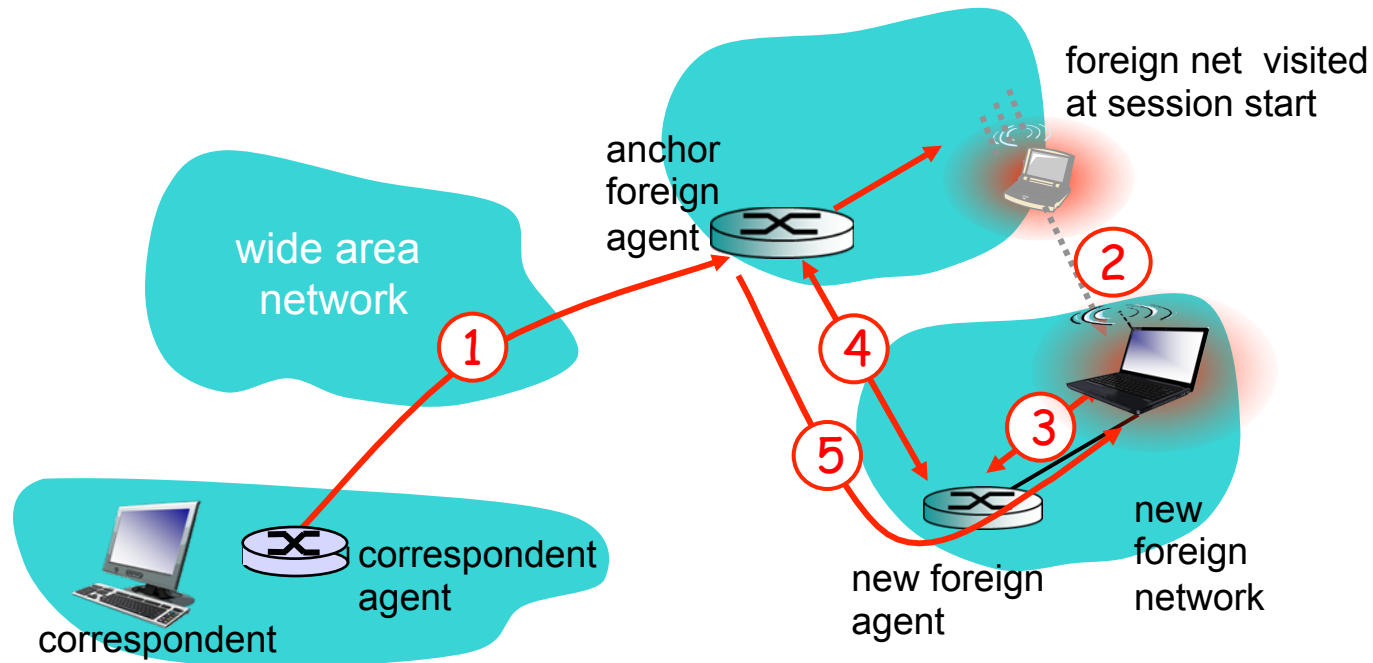 foreign net visited
at session start
anchor
foreign
agent
wide area
network
2
1
4
3
5
correspondent
agent
correspondent
new foreign
agent
new
foreign
network